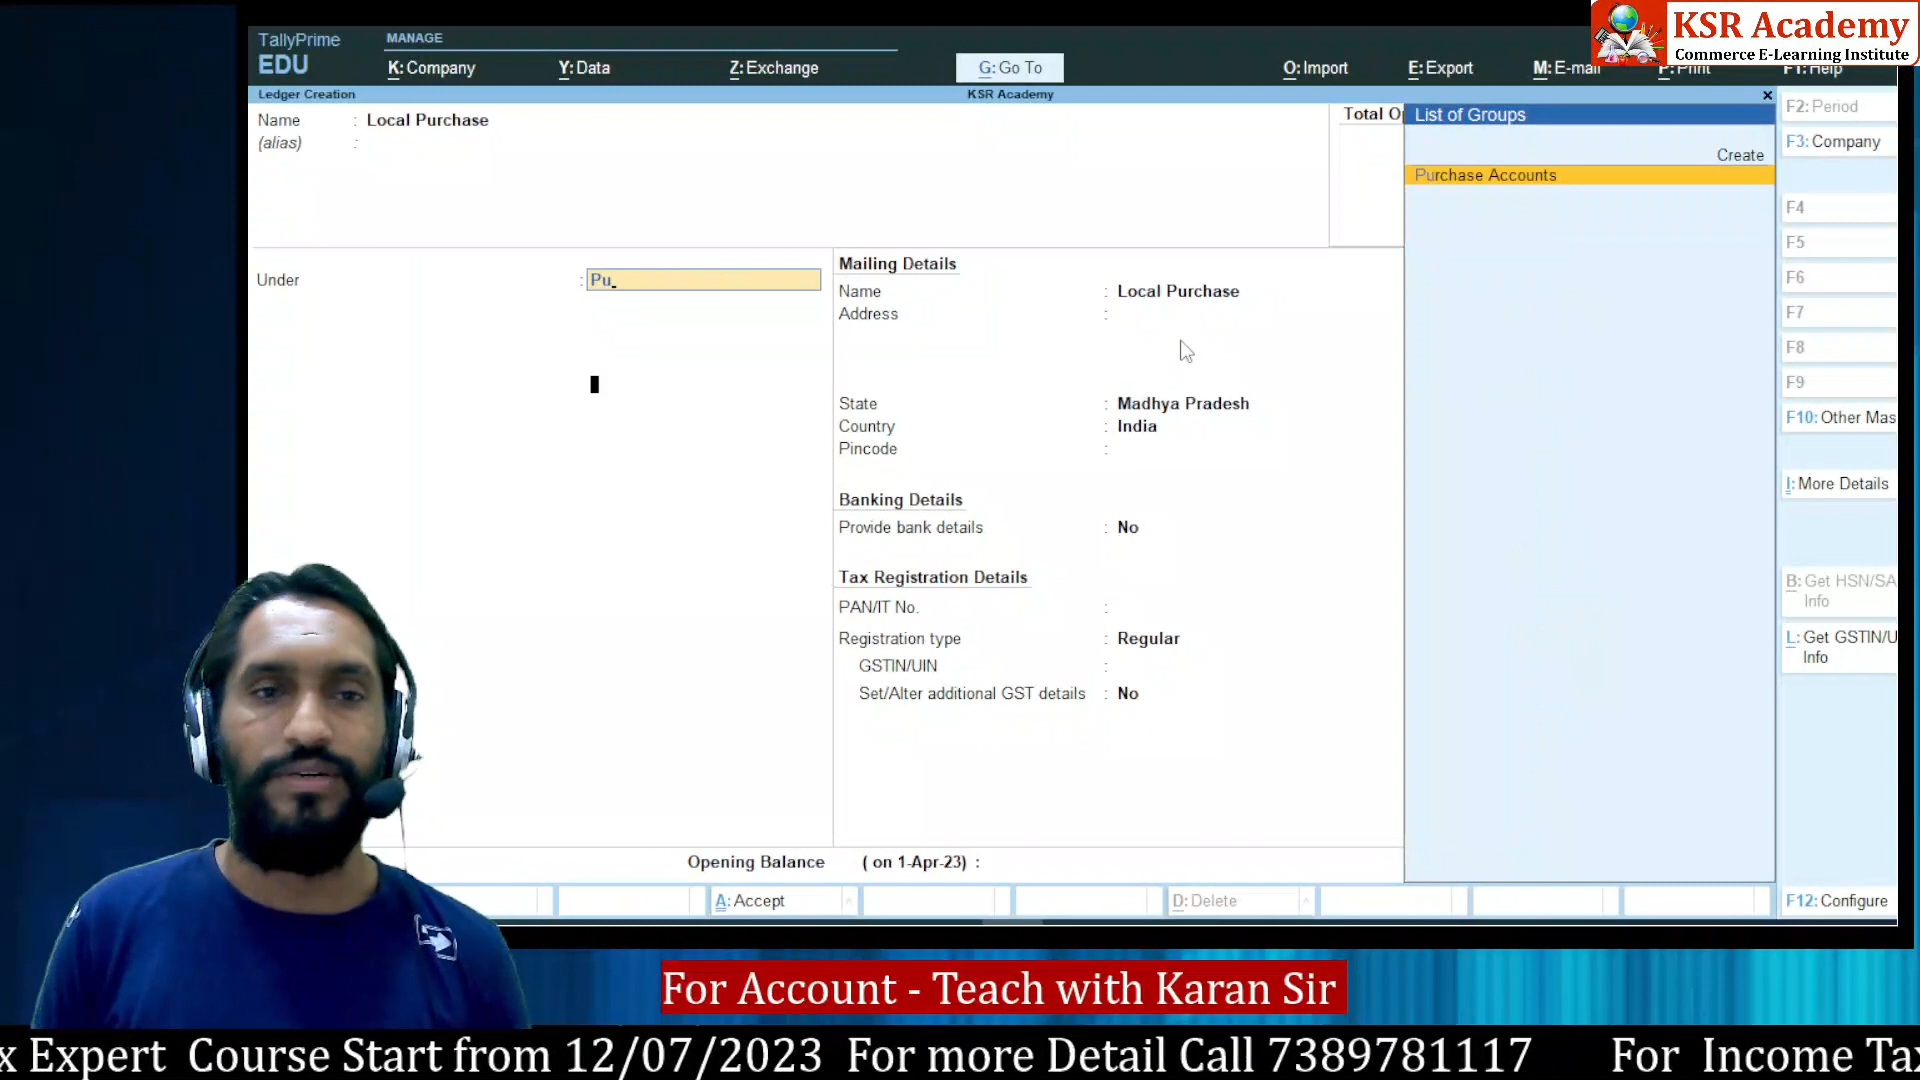 TallyPrime
EDU
MANAGE
K: Company
Y: Data
Z: Exchange
G: Go To
O: Import
E: Export
M: E-mail
P: Print
F1: Help
KSR Academy
Commerce E-Learning Institute
Ledger Creation
KSR Academy
Name : Local Purchase
(alias) :
Total O
Under : Pu
Mailing Details
Name : Local Purchase
Address :
State : Madhya Pradesh
Country : India
Pincode :
Banking Details
Provide bank details : No
Tax Registration Details
PAN/IT No. :
Registration type : Regular
GSTIN/UIN :
Set/Alter additional GST details : No
Opening Balance ( on 1-Apr-23) :
List of Groups
Create
Purchase Accounts
F2: Period
F3: Company
F4
F5
F6
F7
F8
F9
F10: Other Mas
I: More Details
B: Get HSN/SA
Info
L: Get GSTIN/U
Info
F12: Configure
A: Accept
D: Delete
For Account - Teach with Karan Sir
x Expert Course Start from 12/07/2023 For more Detail Call 7389781117 For Income Tax